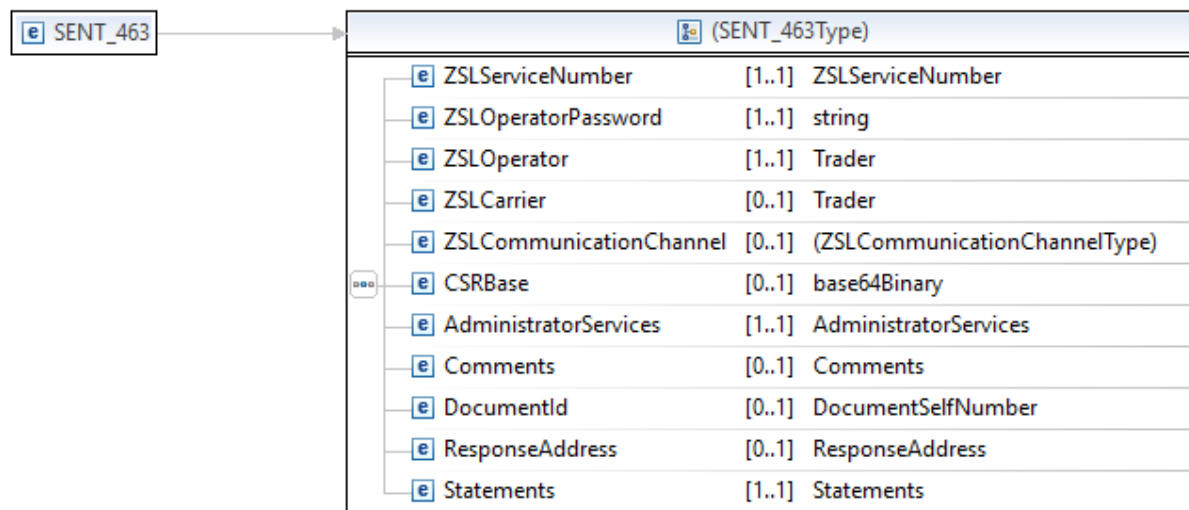 e SENT_463
(SENT_463Type)
e ZSLServiceNumber [1..1] ZSLServiceNumber
e ZSLOperatorPassword [1..1] string
e ZSLOperator [1..1] Trader
e ZSLCarrier [0..1] Trader
e ZSLCommunicationChannel [0..1] (ZSLCommunicationChannelType)
e CSRBase [0..1] base64Binary
e AdministratorServices [1..1] AdministratorServices
e Comments [0..1] Comments
e DocumentId [0..1] DocumentSelfNumber
e ResponseAddress [0..1] ResponseAddress
e Statements [1..1] Statements